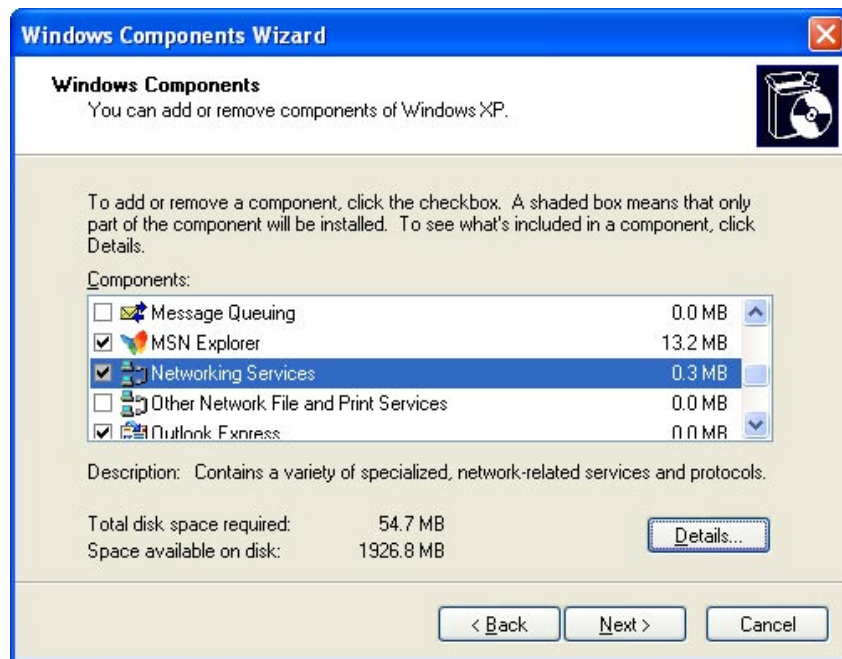 Windows Components Wizard
Windows Components
You can add or remove components of Windows XP.
To add or remove a component, click the checkbox. A shaded box means that only
part of the component will be installed. To see what's included in a component, click
Details.
Components:
Message Queuing 0.0 MB
MSN Explorer 13.2 MB
Networking Services 0.3 MB
Other Network File and Print Services 0.0 MB
Outlook Express 0.0 MB
Description: Contains a variety of specialized, network-related services and protocols.
Total disk space required: 54.7 MB
Space available on disk: 1926.8 MB
Details...
< Back Next > Cancel